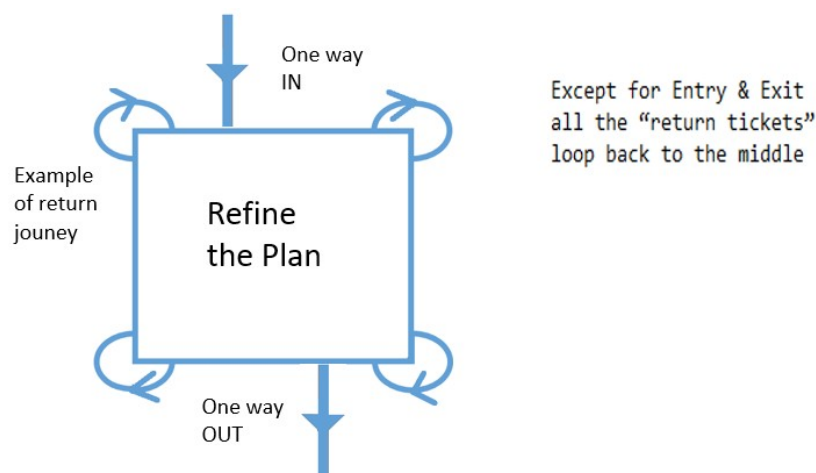 One way
IN
Except for Entry & Exit
all the “return tickets”
loop back to the middle
Example
of return
jouney
Refine
the Plan
One way
OUT